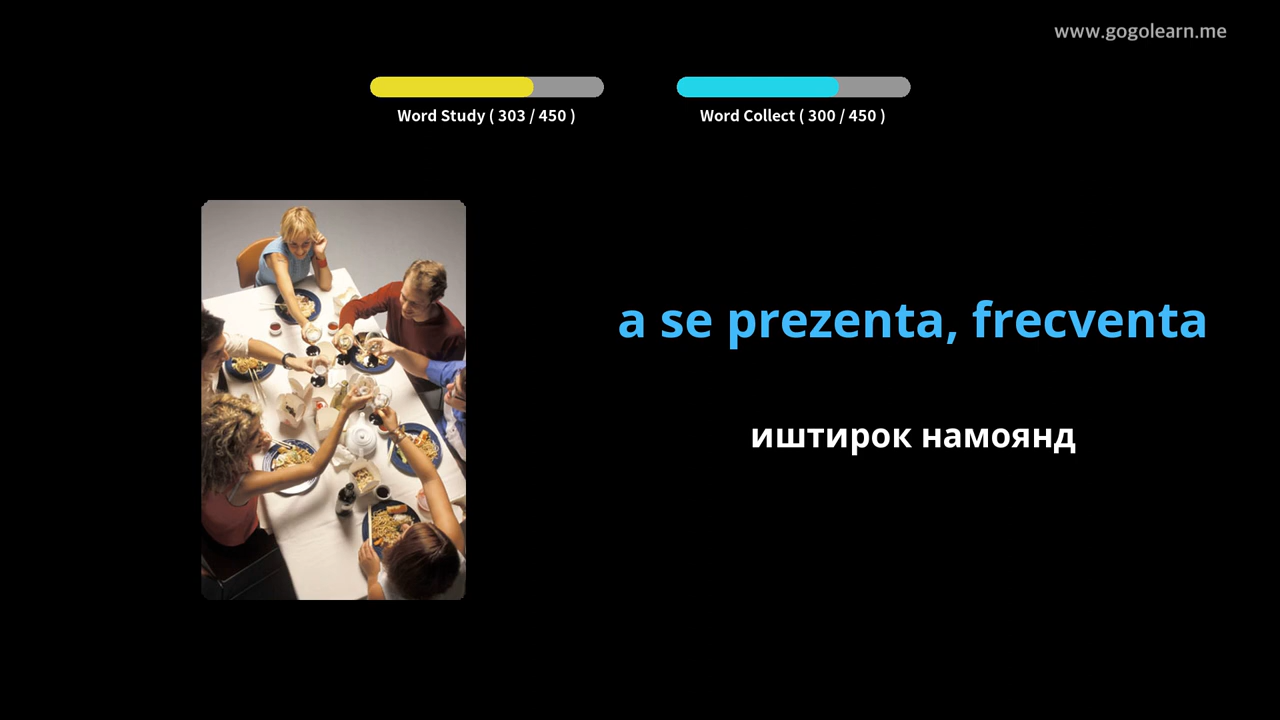 www.gogolearn.me
Word Study ( 303 / 450 )
Word Collect ( 300 / 450 )
a se prezenta, frecventa
иштирок намоянд